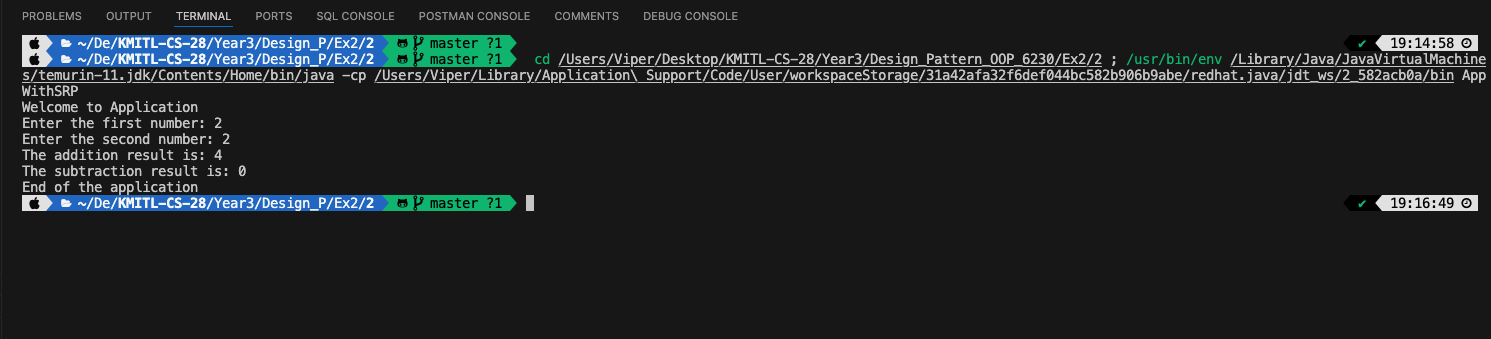 PROBLEMS OUTPUT TERMINAL PORTS SQL CONSOLE POSTMAN CONSOLE COMMENTS DEBUG CONSOLE
~/De/KMITL-CS-28/Year3/Design_P/Ex2/2 master ?1 ✔ 19:14:58
~/De/KMITL-CS-28/Year3/Design_P/Ex2/2 master ?1 cd /Users/Viper/Desktop/KMITL-CS-28/Year3/Design_Pattern_OOP_6230/Ex2/2 ; /usr/bin/env /Library/Java/JavaVirtualMachine
s/temurin-11.jdk/Contents/Home/bin/java -cp /Users/Viper/Library/Application\ Support/Code/User/workspaceStorage/31a42afa32f6def044bc582b906b9abe/redhat.java/jdt_ws/2_582acb0a/bin App
WithSRP
Welcome to Application
Enter the first number: 2
Enter the second number: 2
The addition result is: 4
The subtraction result is: 0
End of the application
~/De/KMITL-CS-28/Year3/Design_P/Ex2/2 master ?1 ✔ 19:16:49